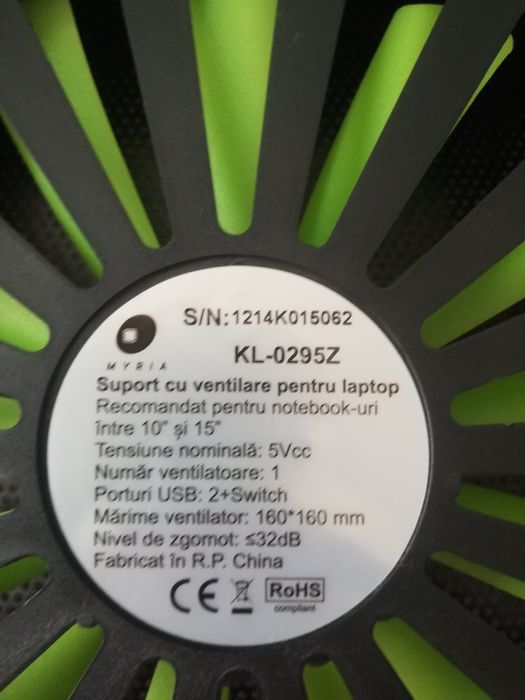 S/N: 1214K015062
MYRIA
KL-0295Z
Suport cu ventilare pentru laptop
Recomandat pentru notebook-uri
între 10" și 15"
Tensiune nominală: 5Vcc
Număr ventilatoare: 1
Porturi USB: 2+Switch
Mărime ventilator: 160*160 mm
Nivel de zgomot: ≤32dB
Fabricat în R.P. China
CE RoHS
compliant